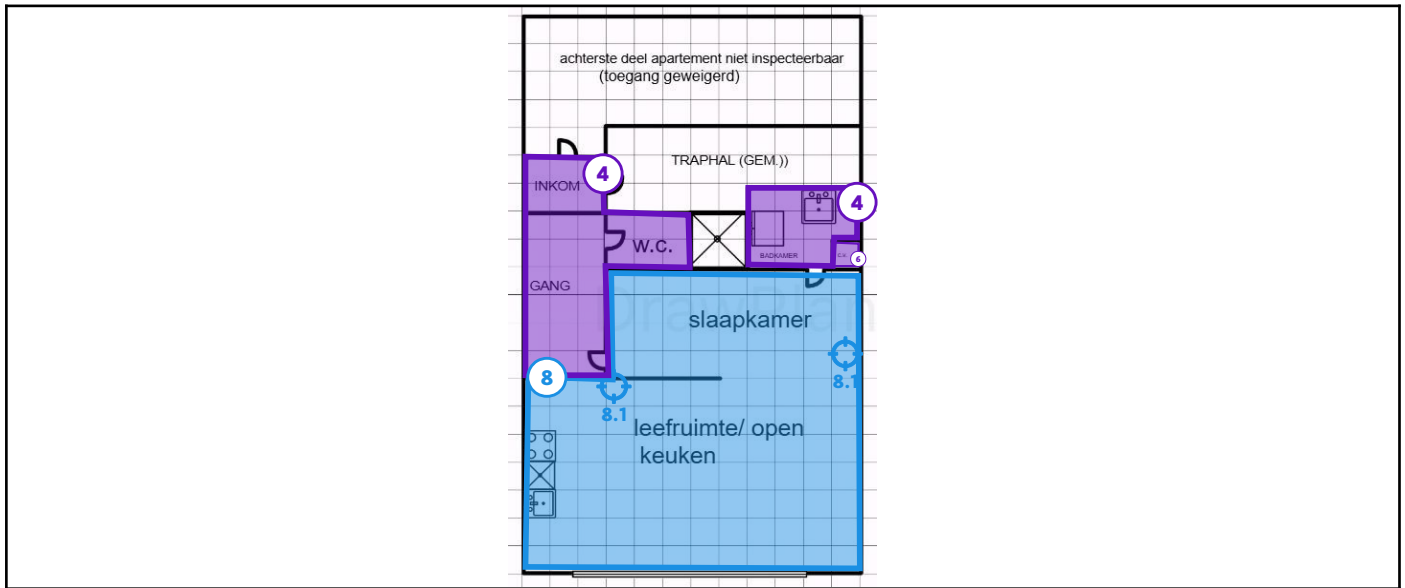 achterste deel apartement niet inspecteerbaar
(toegang geweigerd)
TRAPHAL (GEM.))
INKOM
4
4
W.C.
BADKAMER
C.V.
6
GANG
DrawPlan
slaapkamer
8
8.1
8.1
leefruimte/ open
keuken